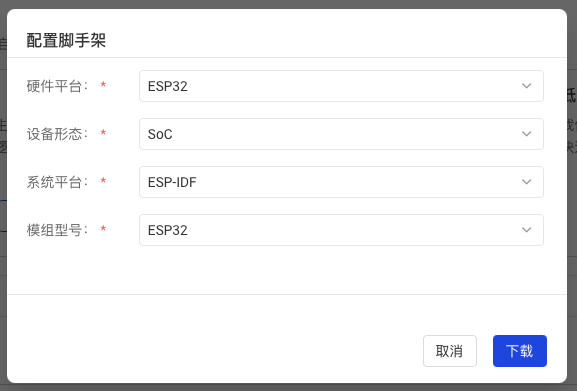 配置脚手架
硬件平台： * ESP32
设备形态： * SoC
系统平台： * ESP-IDF
模组型号： * ESP32
取消 下载